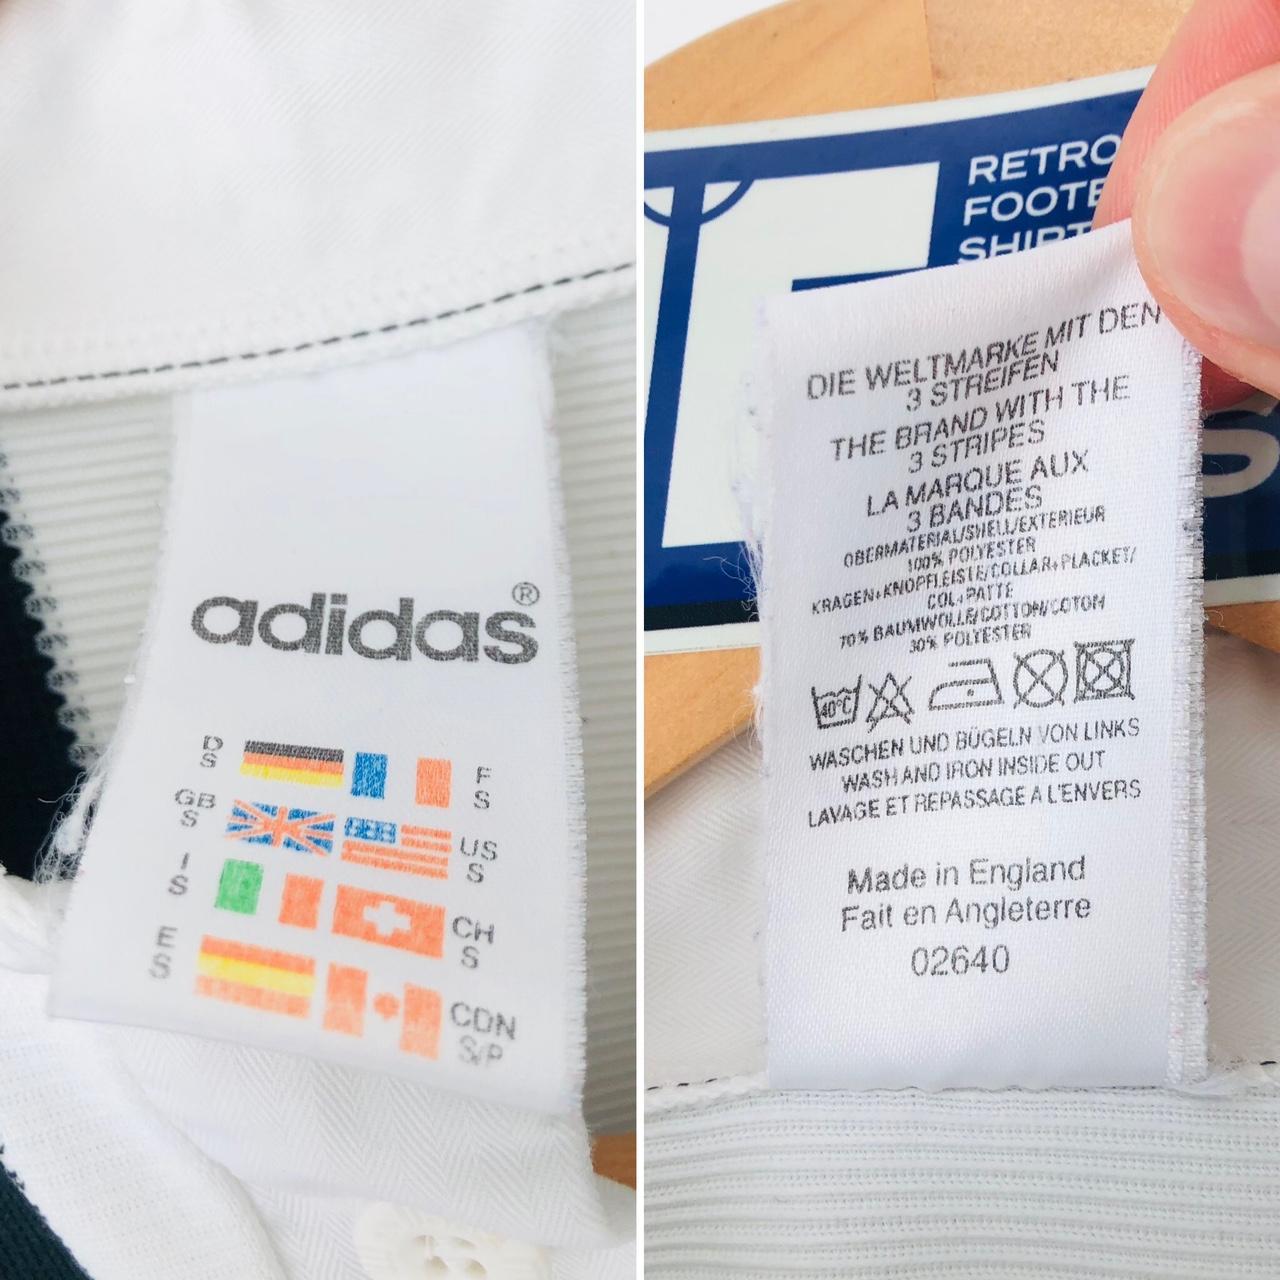 adidas®
D
S
F
S
GB
S
US
S
I
S
CH
S
E
S
CDN
S/P
RETRO
FOOTB
SHIRT
S
DIE WELTMARKE MIT DEN
3 STREIFEN
THE BRAND WITH THE
3 STRIPES
LA MARQUE AUX
3 BANDES
OBERMATERIAL/SHELL/EXTERIEUR
100% POLYESTER
KRAGEN+KNOPFLEISTE/COLLAR+PLACKET/
COL+PATTE
70% BAUMWOLLE/COTTON/COTON
30% POLYESTER
40°C
WASCHEN UND BÜGELN VON LINKS
WASH AND IRON INSIDE OUT
LAVAGE ET REPASSAGE A L'ENVERS
Made in England
Fait en Angleterre
02640